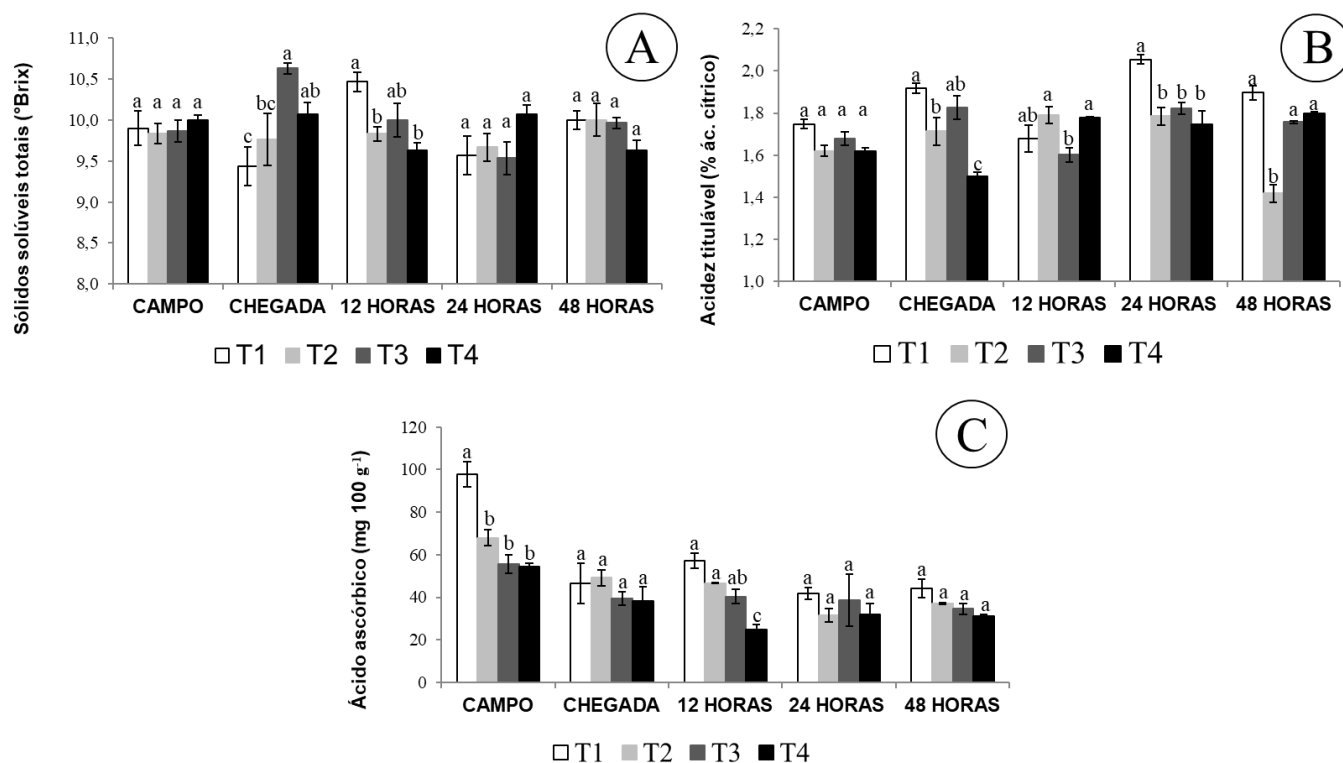 A
Sólidos solúveis totais (°Brix)
11,0
10,5
10,0
9,5
9,0
8,5
8,0
a a a a
c bc a ab
a b ab b
a a a a
a a a a
CAMPO CHEGADA 12 HORAS 24 HORAS 48 HORAS
T1 T2 T3 T4
B
Acidez titulável (% ác. cítrico)
2,2
2,0
1,8
1,6
1,4
1,2
1,0
a a a a
a b ab c
ab a b a
a b b b
a b a a
CAMPO CHEGADA 12 HORAS 24 HORAS 48 HORAS
T1 T2 T3 T4
C
Ácido ascórbico (mg 100 g⁻¹)
120
100
80
60
40
20
0
a b b b
a a a a
a a ab c
a a a a
a a a a
CAMPO CHEGADA 12 HORAS 24 HORAS 48 HORAS
T1 T2 T3 T4